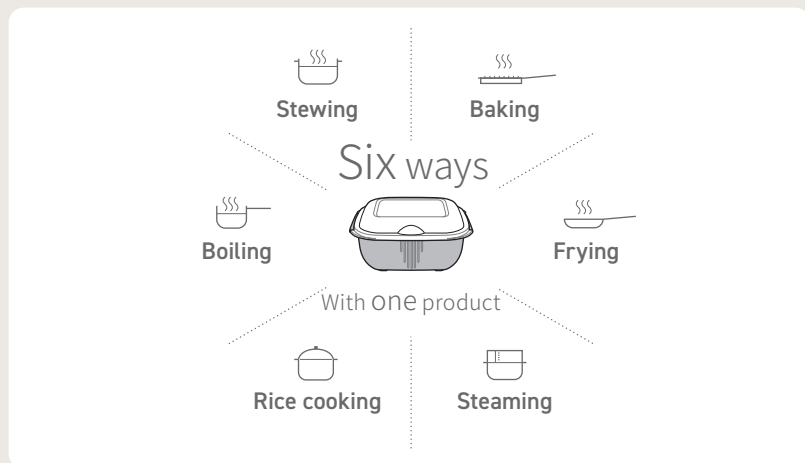 Stewing
Baking
Six ways
Boiling
Frying
With one product
Rice cooking
Steaming